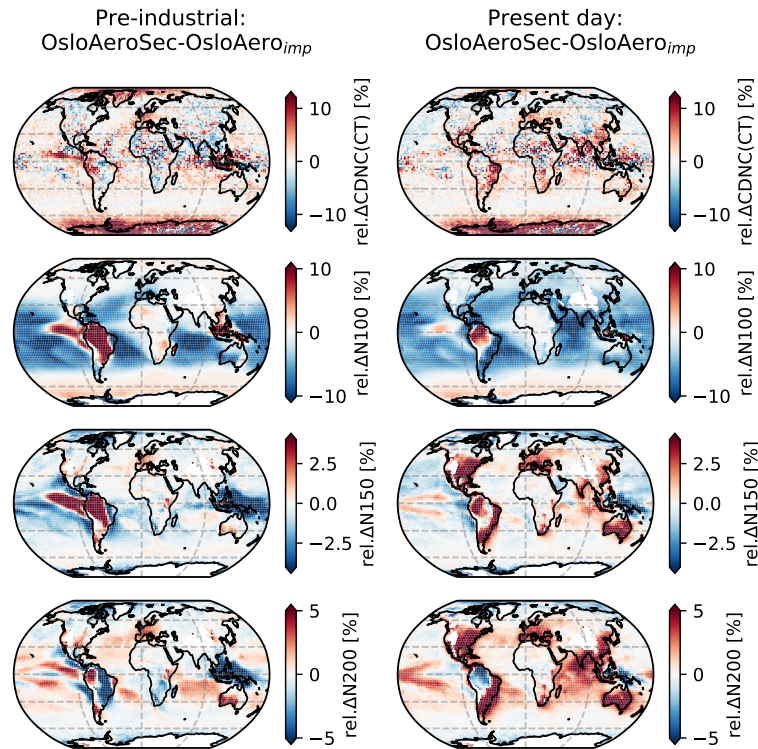 Pre-industrial:
OsloAeroSec-OsloAero_imp
Present day:
OsloAeroSec-OsloAero_imp
10
0
−10
rel.ΔCDNC(CT) [%]
10
0
−10
rel.ΔCDNC(CT) [%]
10
0
−10
rel.ΔN100 [%]
10
0
−10
rel.ΔN100 [%]
2.5
0.0
−2.5
rel.ΔN150 [%]
2.5
0.0
−2.5
rel.ΔN150 [%]
5
0
−5
rel.ΔN200 [%]
5
0
−5
rel.ΔN200 [%]